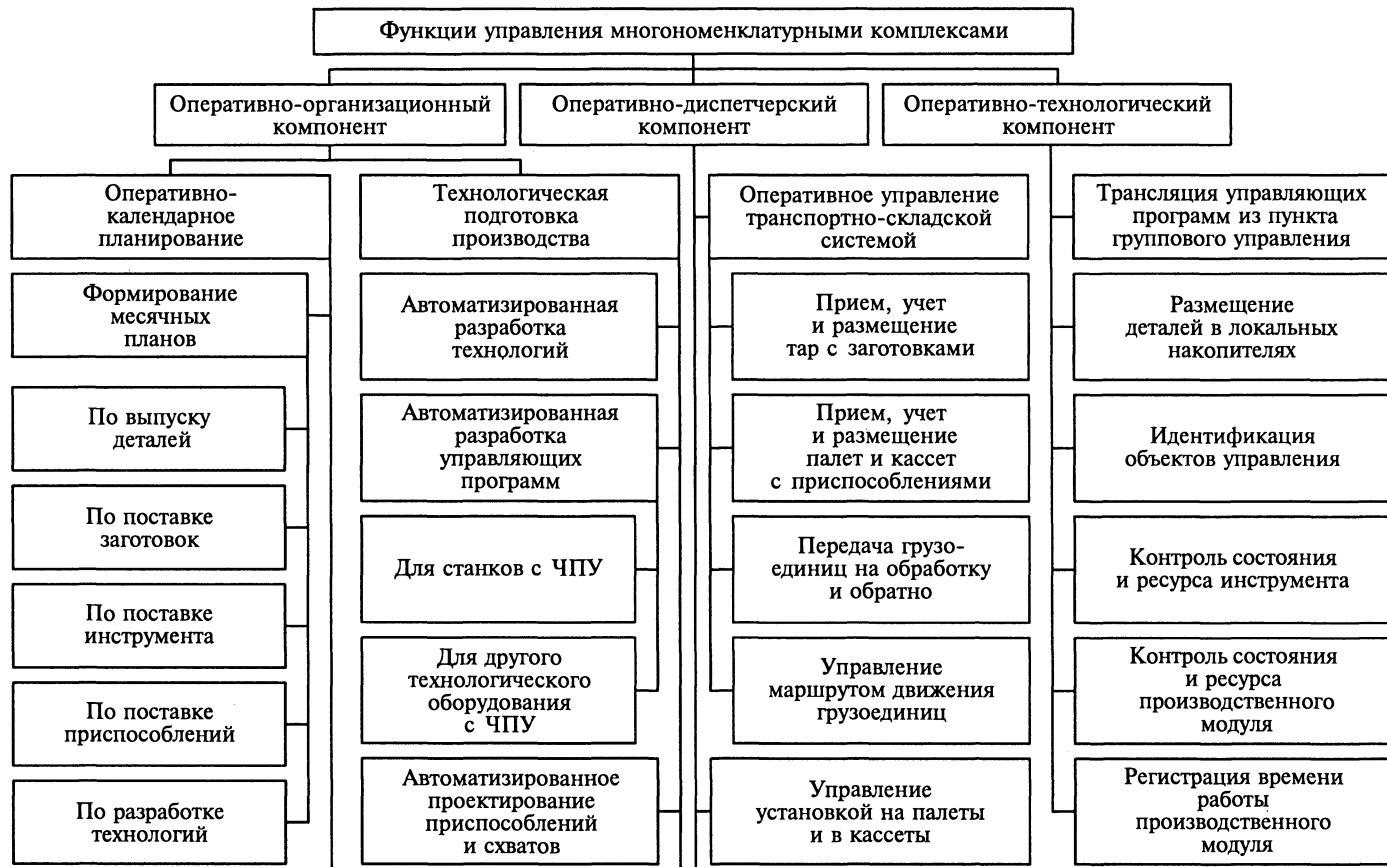 Функции управления многономенклатурными комплексами
Оперативно-организационный
компонент
Оперативно-диспетчерский
компонент
Оперативно-технологический
компонент
Оперативно-
календарное
планирование
Формирование
месячных
планов
По выпуску
деталей
По поставке
заготовок
По поставке
инструмента
По поставке
приспособлений
По разработке
технологий
Технологическая
подготовка
производства
Автоматизированная
разработка
технологий
Автоматизированная
разработка
управляющих
программ
Для станков с ЧПУ
Для другого
технологического
оборудования
с ЧПУ
Автоматизированное
проектирование
приспособлений
и схватов
Оперативное управление
транспортно-складской
системой
Прием, учет
и размещение
тар с заготовками
Прием, учет
и размещение
палет и кассет
с приспособлениями
Передача грузо-
единиц на обработку
и обратно
Управление
маршрутом движения
грузоединиц
Управление
установкой на палеты
и в кассеты
Трансляция управляющих
программ из пункта
группового управления
Размещение
деталей в локальных
накопителях
Идентификация
объектов управления
Контроль состояния
и ресурса инструмента
Контроль состояния
и ресурса
производственного
модуля
Регистрация времени
работы
производственного
модуля